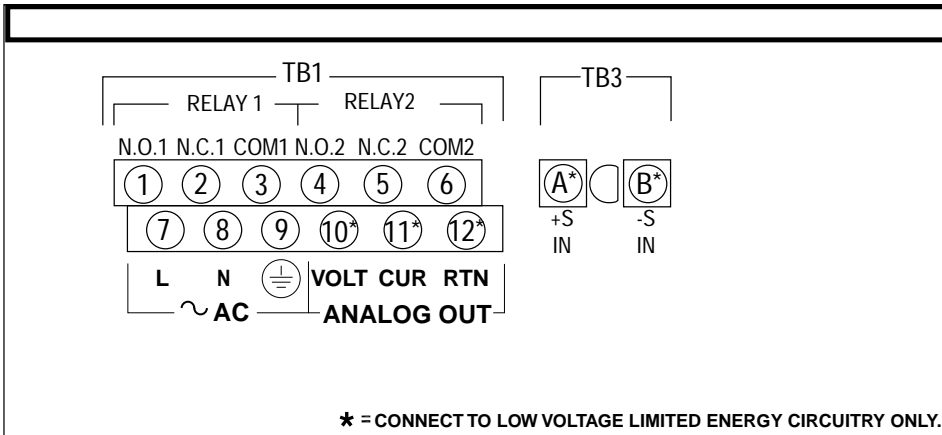 TB1 TB3
RELAY 1 RELAY2
N.O.1 N.C.1 COM1 N.O.2 N.C.2 COM2
1 2 3 4 5 6 A* B*
+S -S
7 8 9 10* 11* 12*
IN IN
L N VOLT CUR RTN
AC ANALOG OUT
* = CONNECT TO LOW VOLTAGE LIMITED ENERGY CIRCUITRY ONLY.